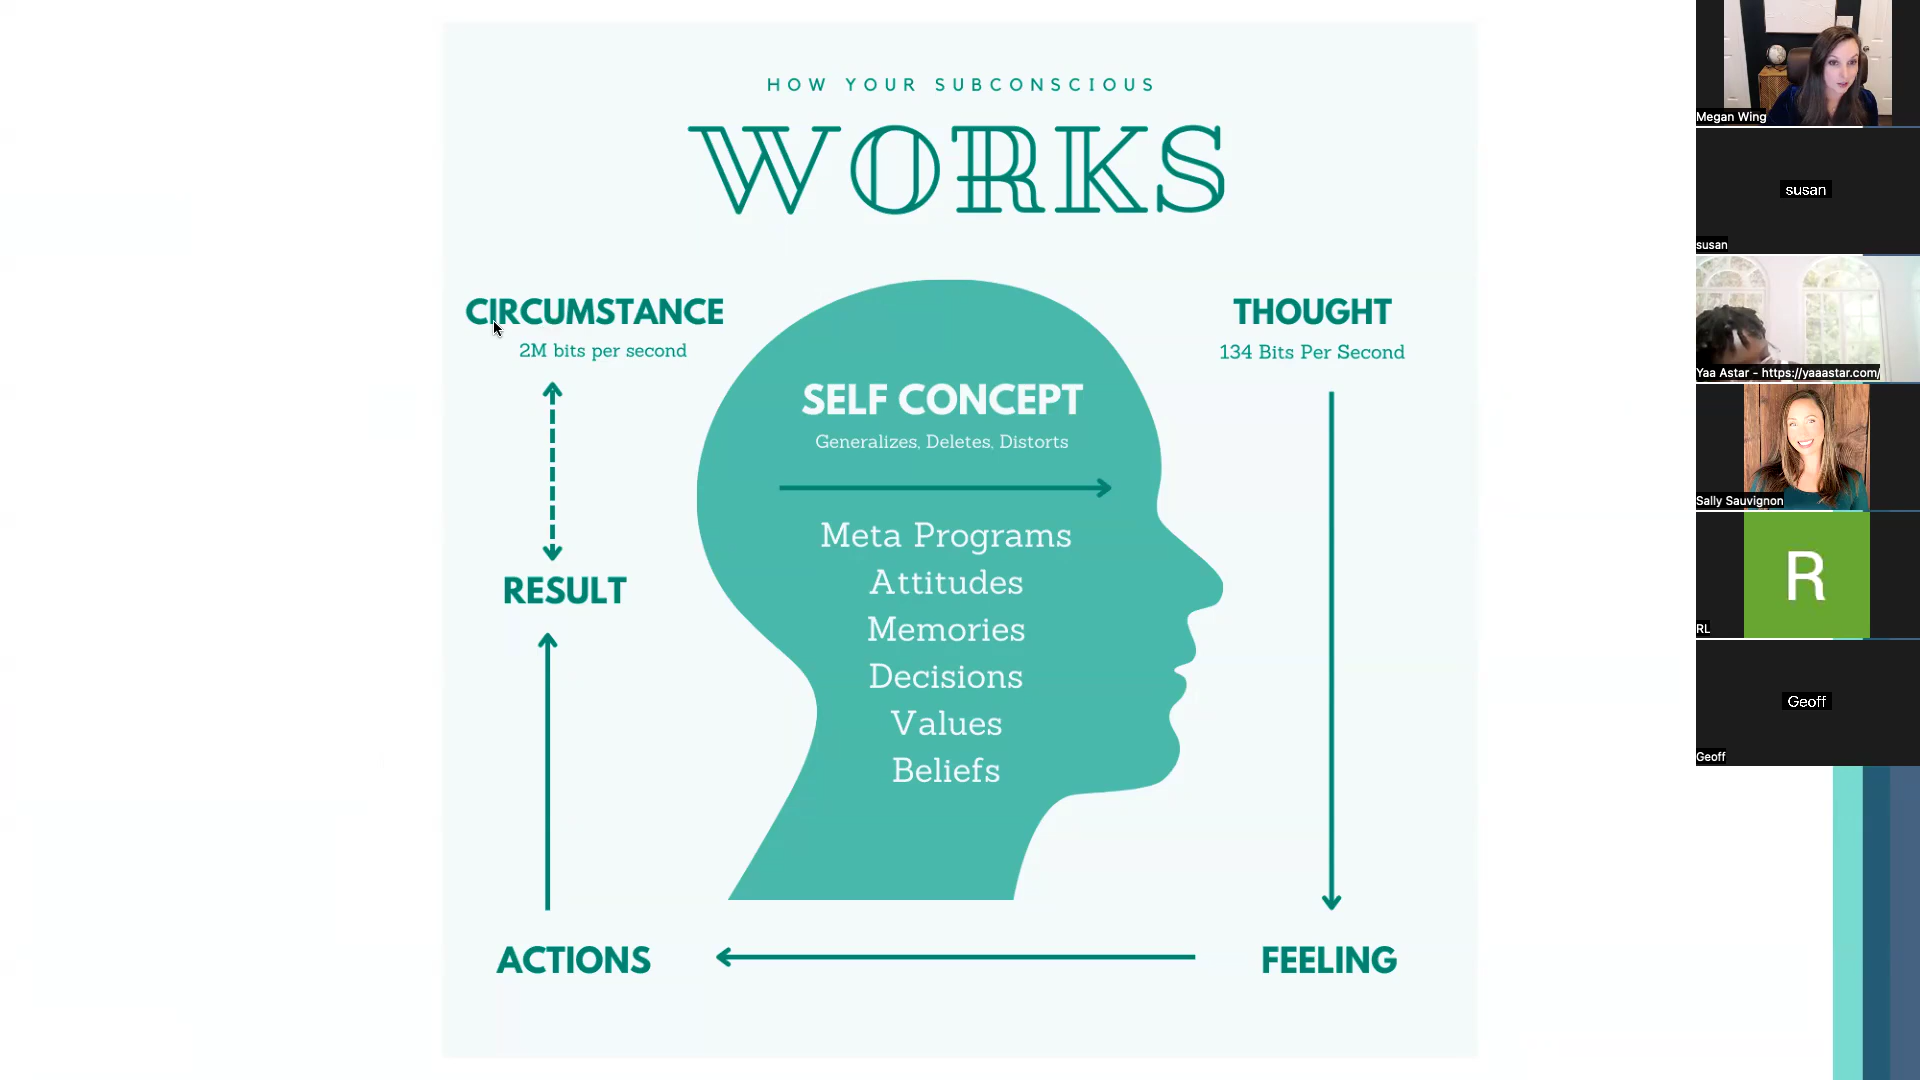 HOW YOUR SUBCONSCIOUS
WORKS
CIRCUMSTANCE
2M bits per second
THOUGHT
134 Bits Per Second
SELF CONCEPT
Generalizes, Deletes, Distorts
Meta Programs
Attitudes
Memories
Decisions
Values
Beliefs
RESULT
ACTIONS
FEELING
Megan Wing
susan
susan
Yaa Astar - https://yaaastar.com/
Sally Sauvignon
R
RL
Geoff
Geoff